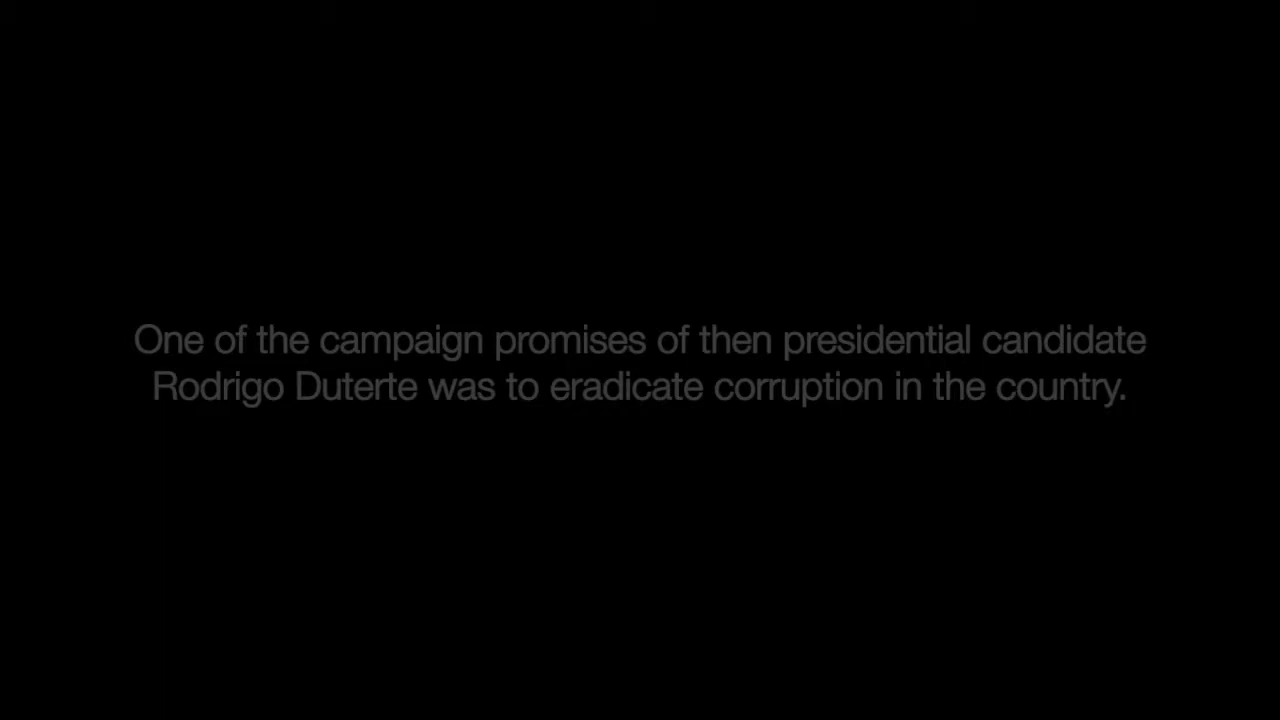 One of the campaign promises of then presidential candidate
Rodrigo Duterte was to eradicate corruption in the country.